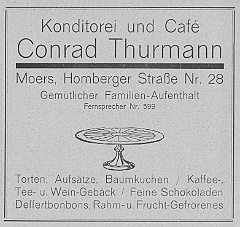 Konditorei und Café
Conrad Thurmann
Moers, Homberger Straße Nr. 28
Gemütlicher Familien-Aufenthalt
Fernsprecher Nr. 599
Torten, Aufsätze, Baumkuchen / Kaffee-,
Tee- u. Wein-Gebäck / Feine Schokoladen
Deſſertbonbons, Rahm- u. Frucht-Gefrorenes